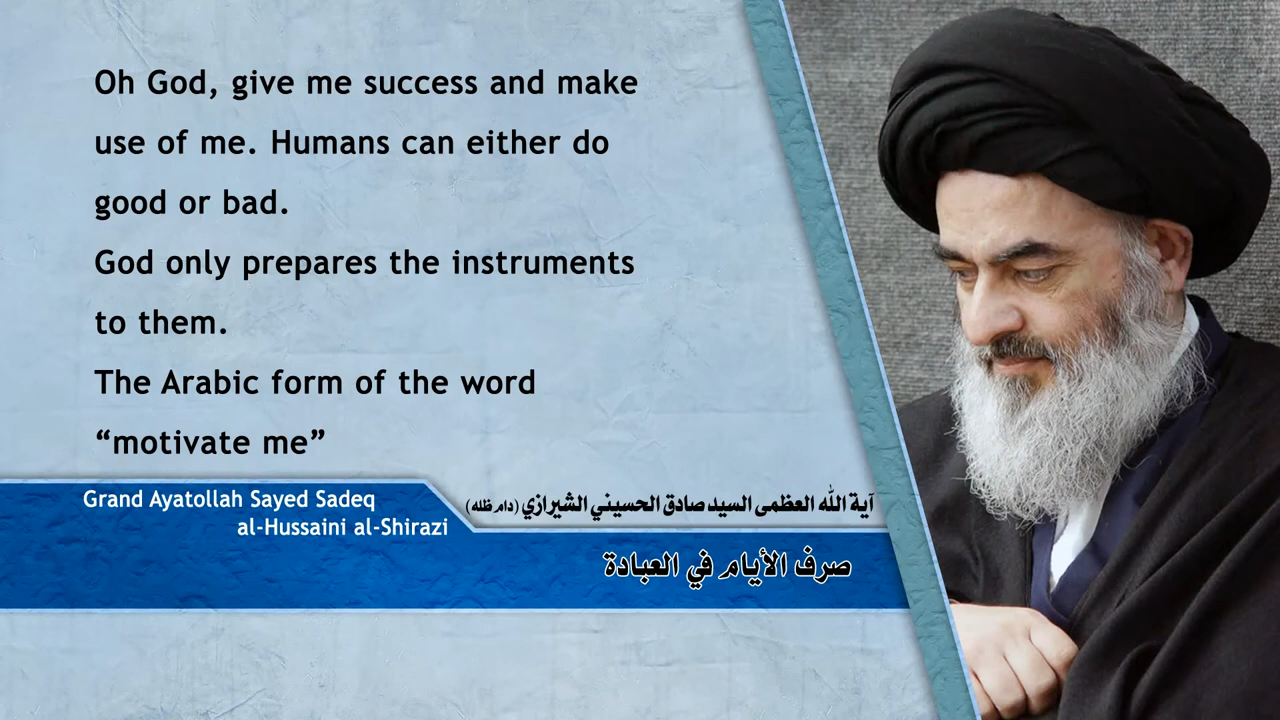 Oh God, give me success and make
use of me. Humans can either do
good or bad.
God only prepares the instruments
to them.
The Arabic form of the word
“motivate me”
Grand Ayatollah Sayed Sadeq
al-Hussaini al-Shirazi
آية الله العظمى السيد صادق الحسيني الشيرازي (دام ظله)
صرف الأيام في العبادة